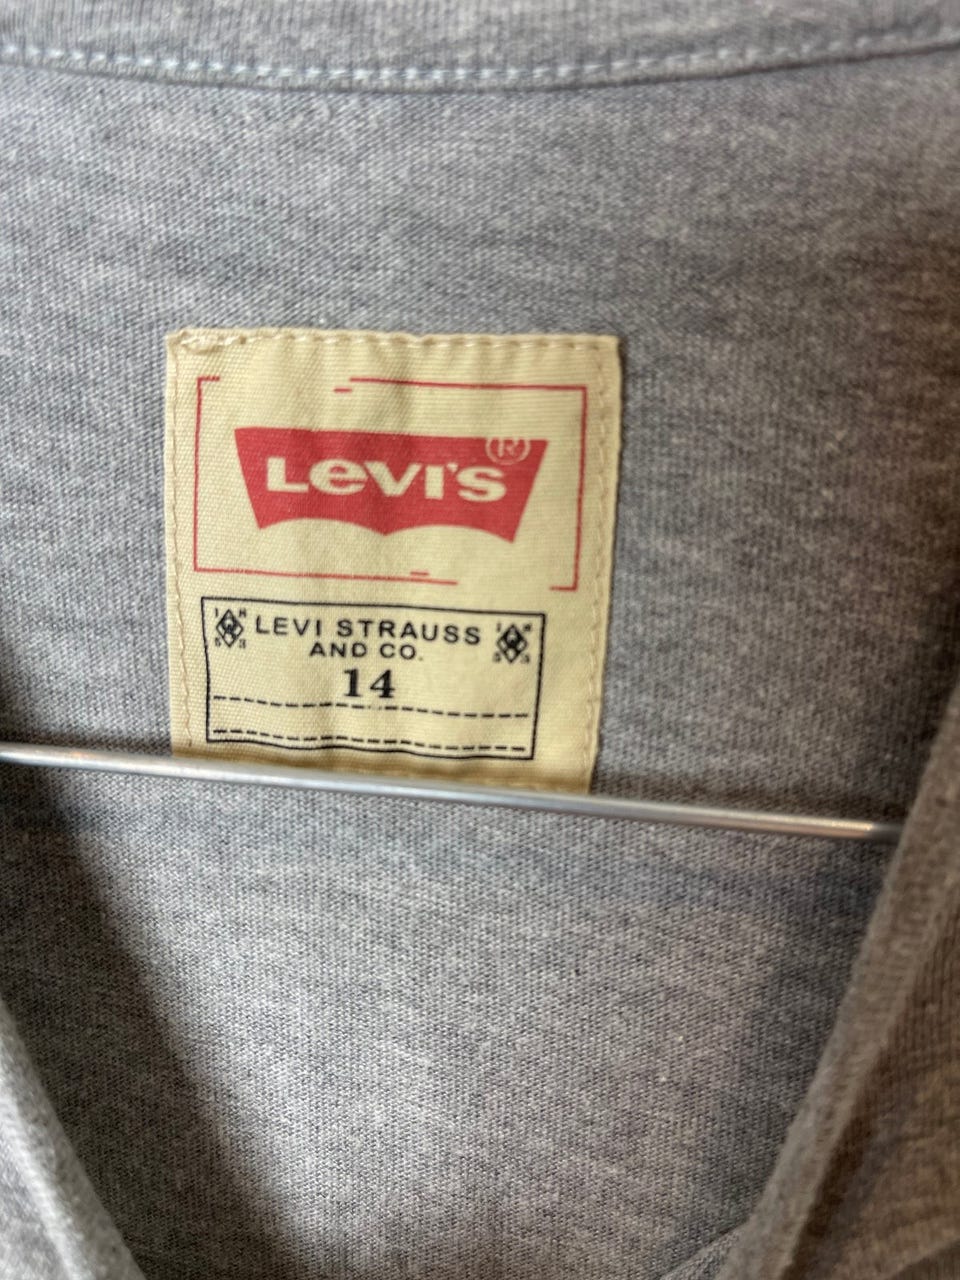 LEVI'S®
LEVI STRAUSS
AND CO.
14